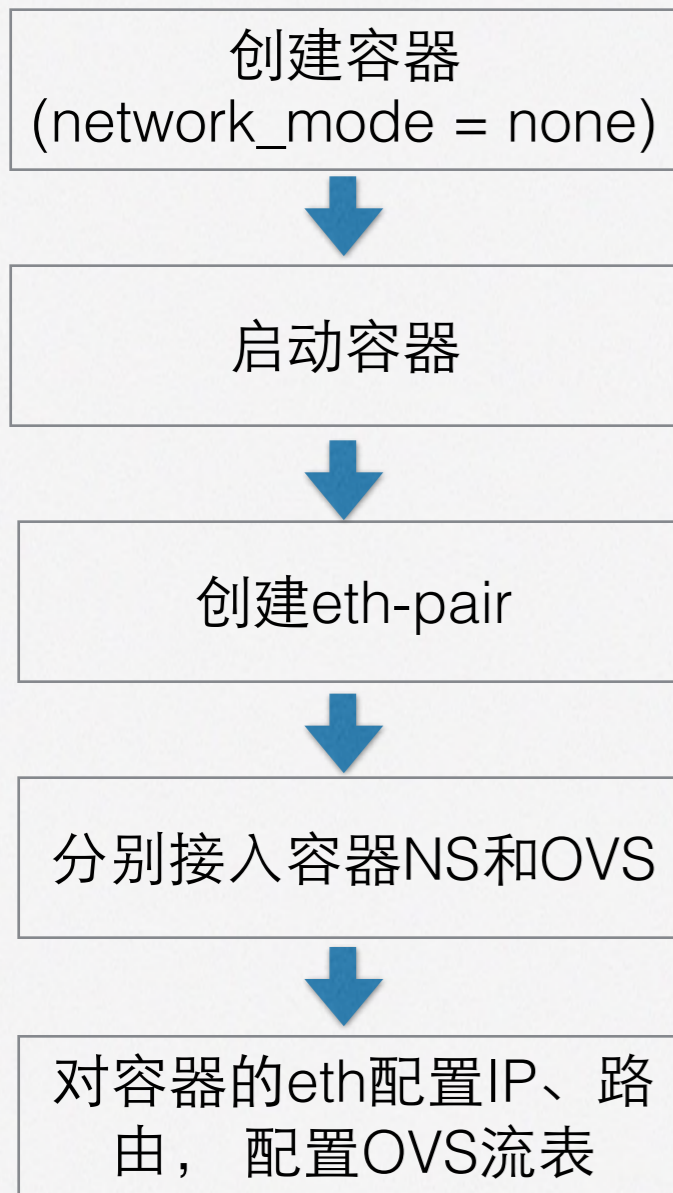 创建容器
(network_mode = none)
启动容器
创建eth-pair
分别接入容器NS和OVS
对容器的eth配置IP、路
由， 配置OVS流表